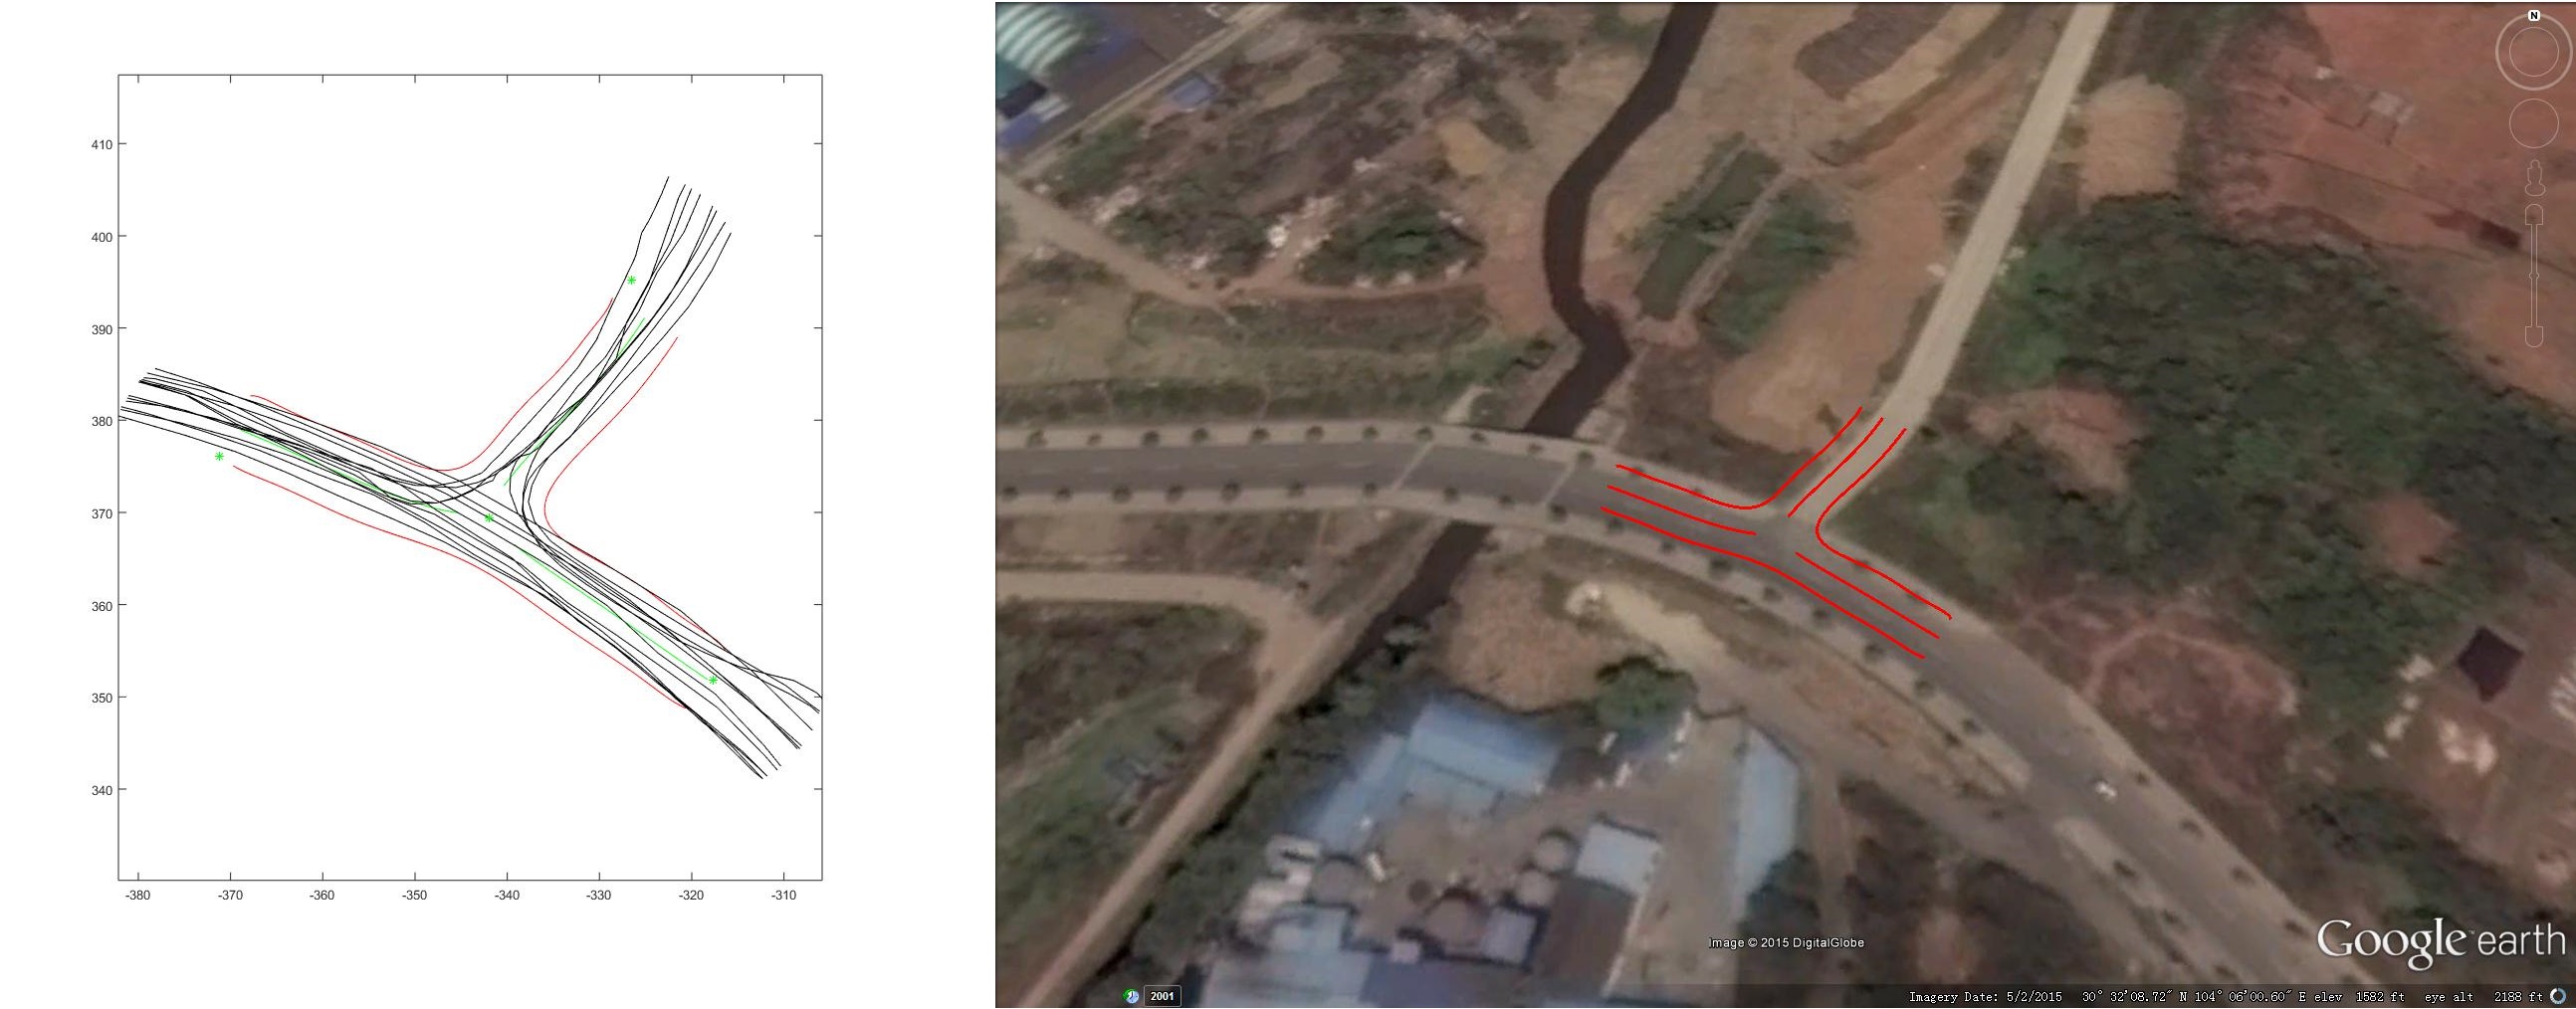 410
400
390
380
370
360
350
340
-380 -370 -360 -350 -340 -330 -320 -310
N
Image © 2015 DigitalGlobe
Google earth
2001
Imagery Date: 5/2/2015 30° 32'08.72" N 104° 06'00.60" E elev 1582 ft eye alt 2188 ft